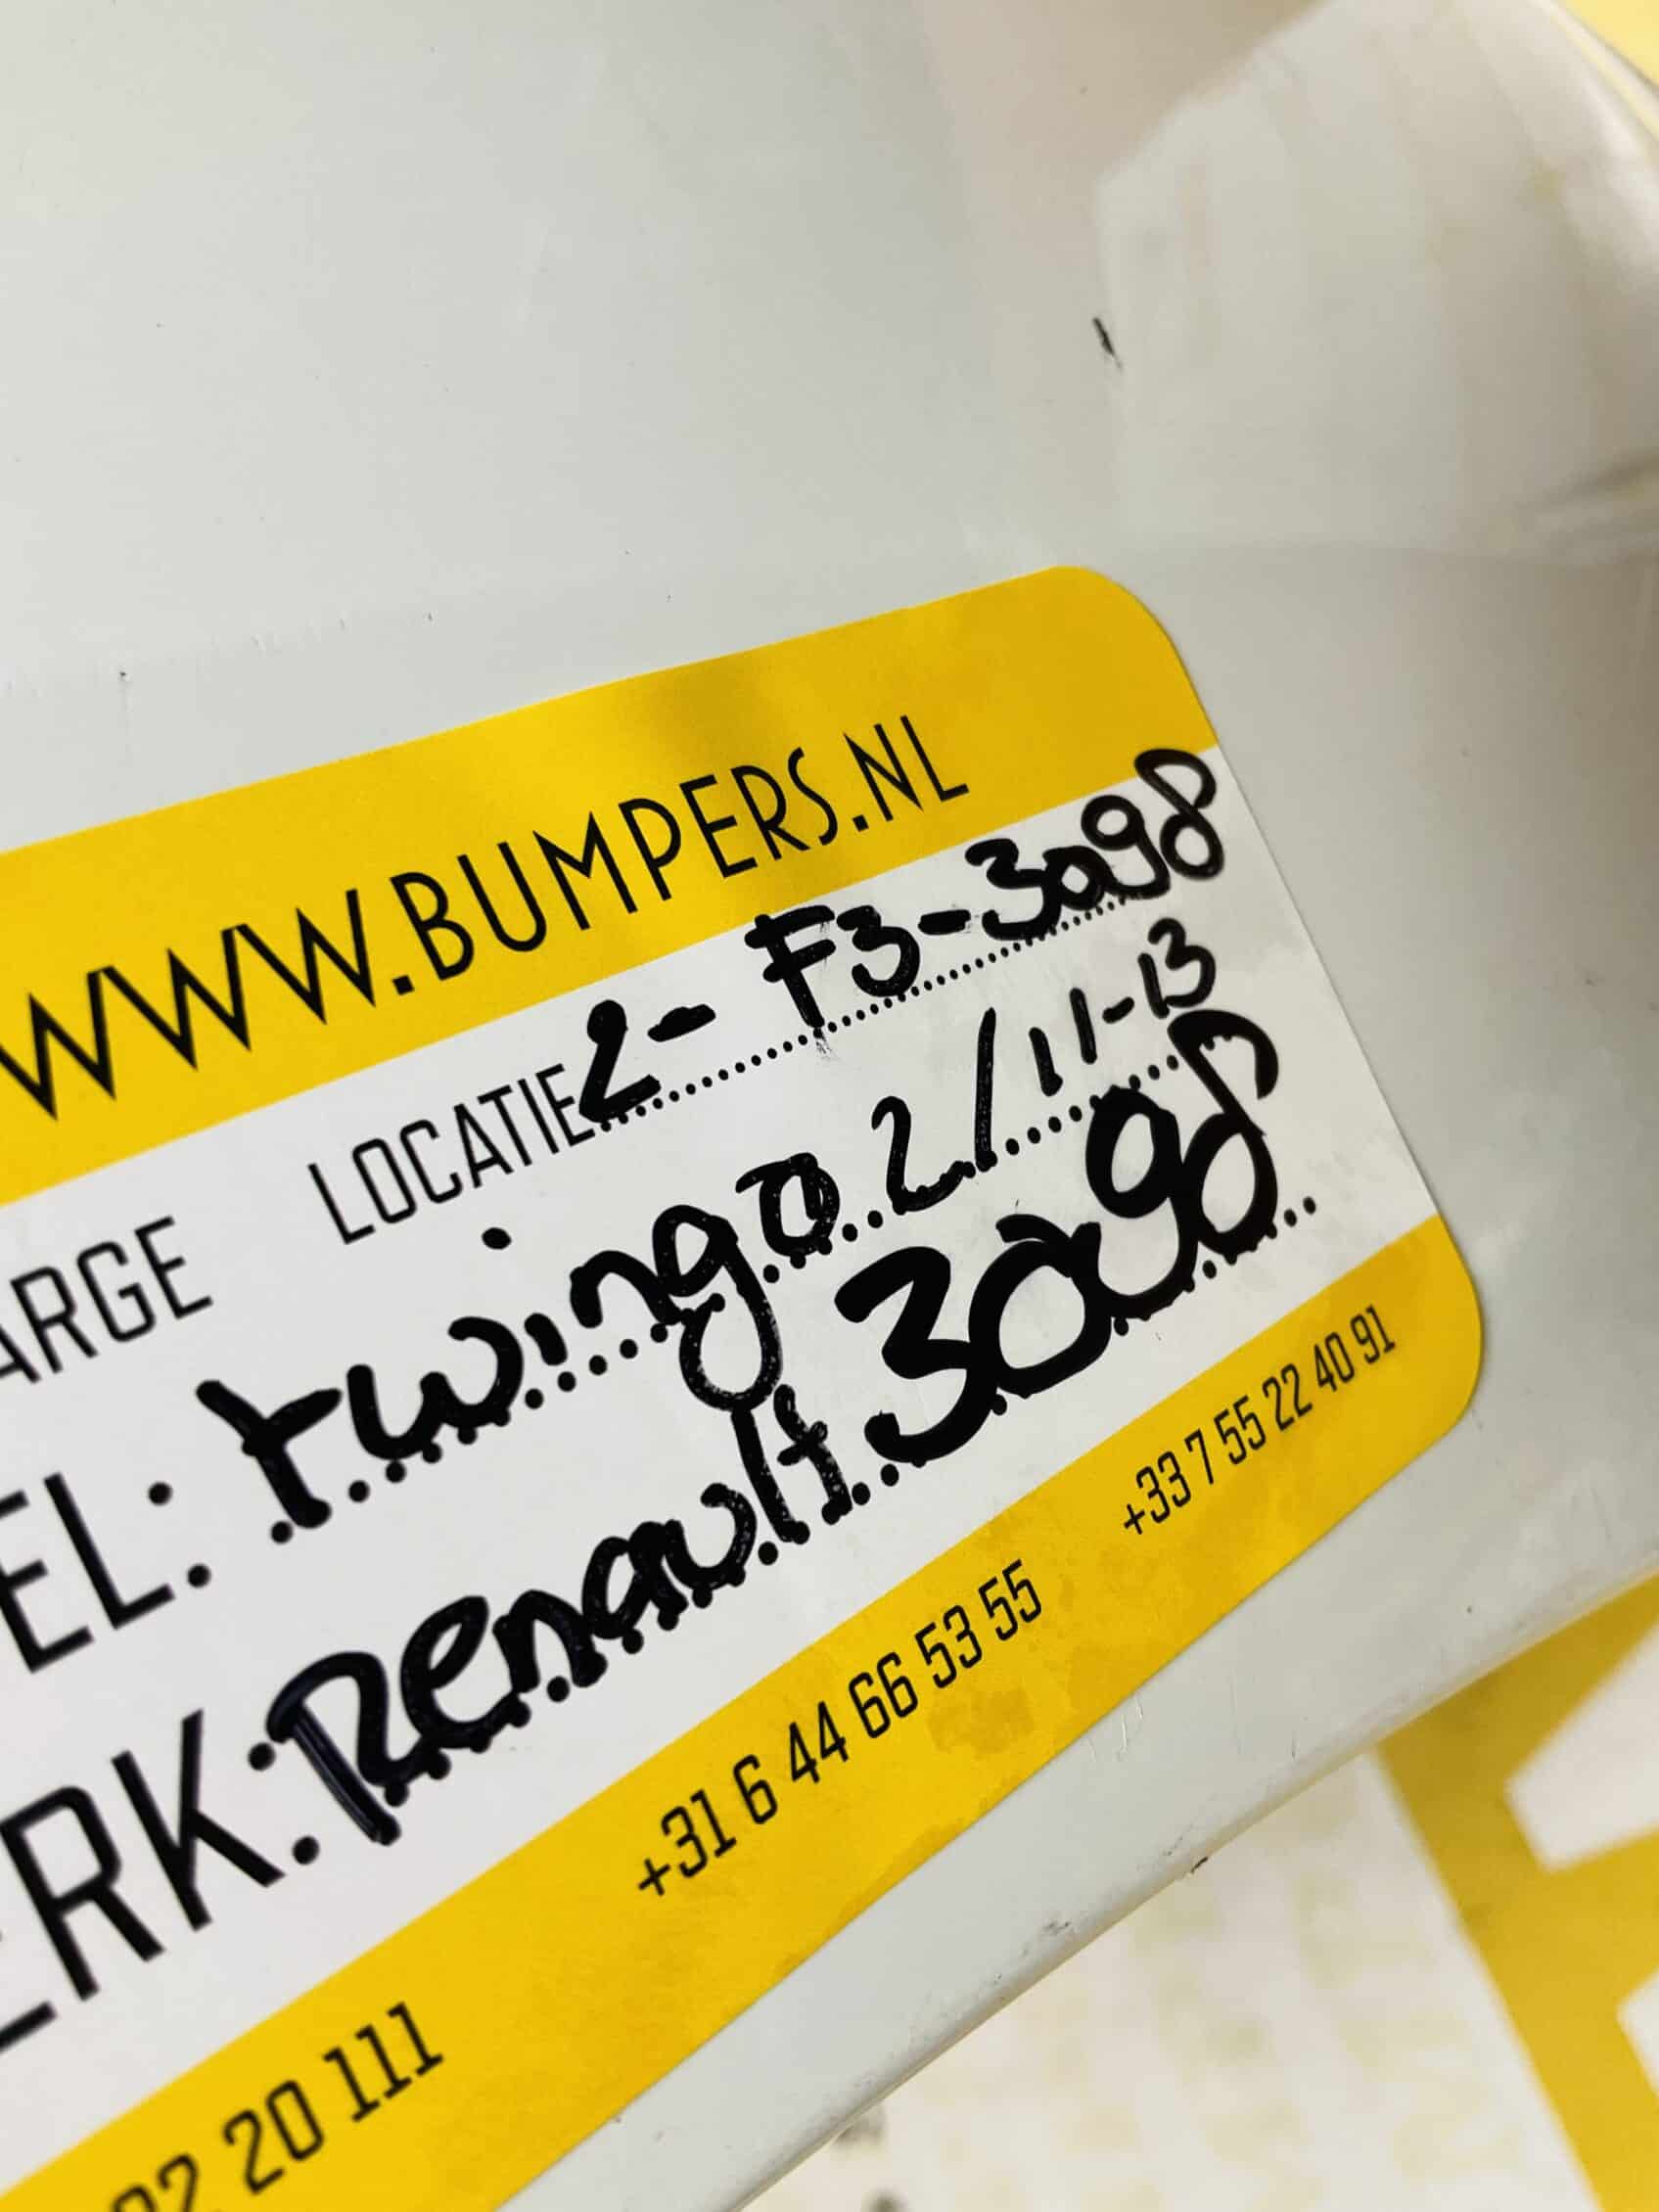 WWW.BUMPERS.NL
ARGE LOCATIE 2-F3-3098
EL: twingo 2/11-13
ERK: Renault 3098
92 20 111 +31 6 44 66 53 55 +33 7 55 22 40 91